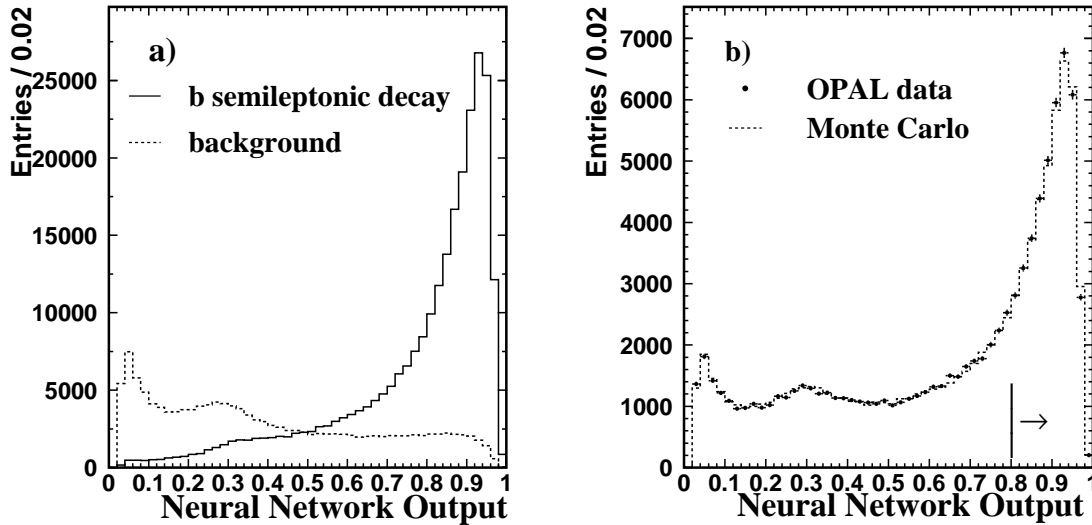 a)
b semileptonic decay
background
Entries / 0.02
25000
20000
15000
10000
5000
0
0 0.1 0.2 0.3 0.4 0.5 0.6 0.7 0.8 0.9 1
Neural Network Output
b)
OPAL data
Monte Carlo
Entries / 0.02
7000
6000
5000
4000
3000
2000
1000
0
0 0.1 0.2 0.3 0.4 0.5 0.6 0.7 0.8 0.9 1
Neural Network Output